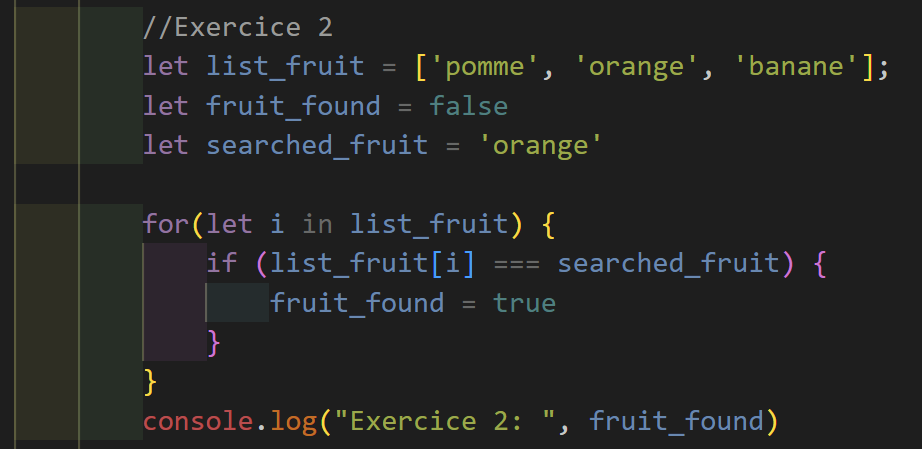 //Exercice 2
let list_fruit = ['pomme', 'orange', 'banane'];
let fruit_found = false
let searched_fruit = 'orange'
for(let i in list_fruit) {
if (list_fruit[i] === searched_fruit) {
fruit_found = true
}
}
console.log("Exercice 2: ", fruit_found)